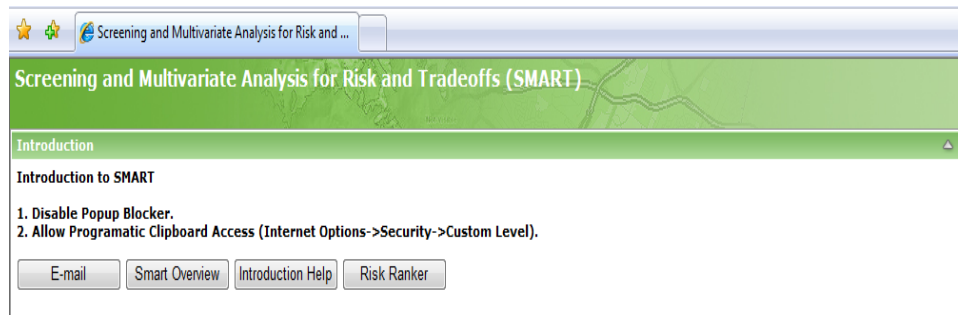 Screening and Multivariate Analysis for Risk and ...
Screening and Multivariate Analysis for Risk and Tradeoffs (SMART)
Introduction
Introduction to SMART
1. Disable Popup Blocker.
2. Allow Programatic Clipboard Access (Internet Options->Security->Custom Level).
E-mail Smart Overview Introduction Help Risk Ranker